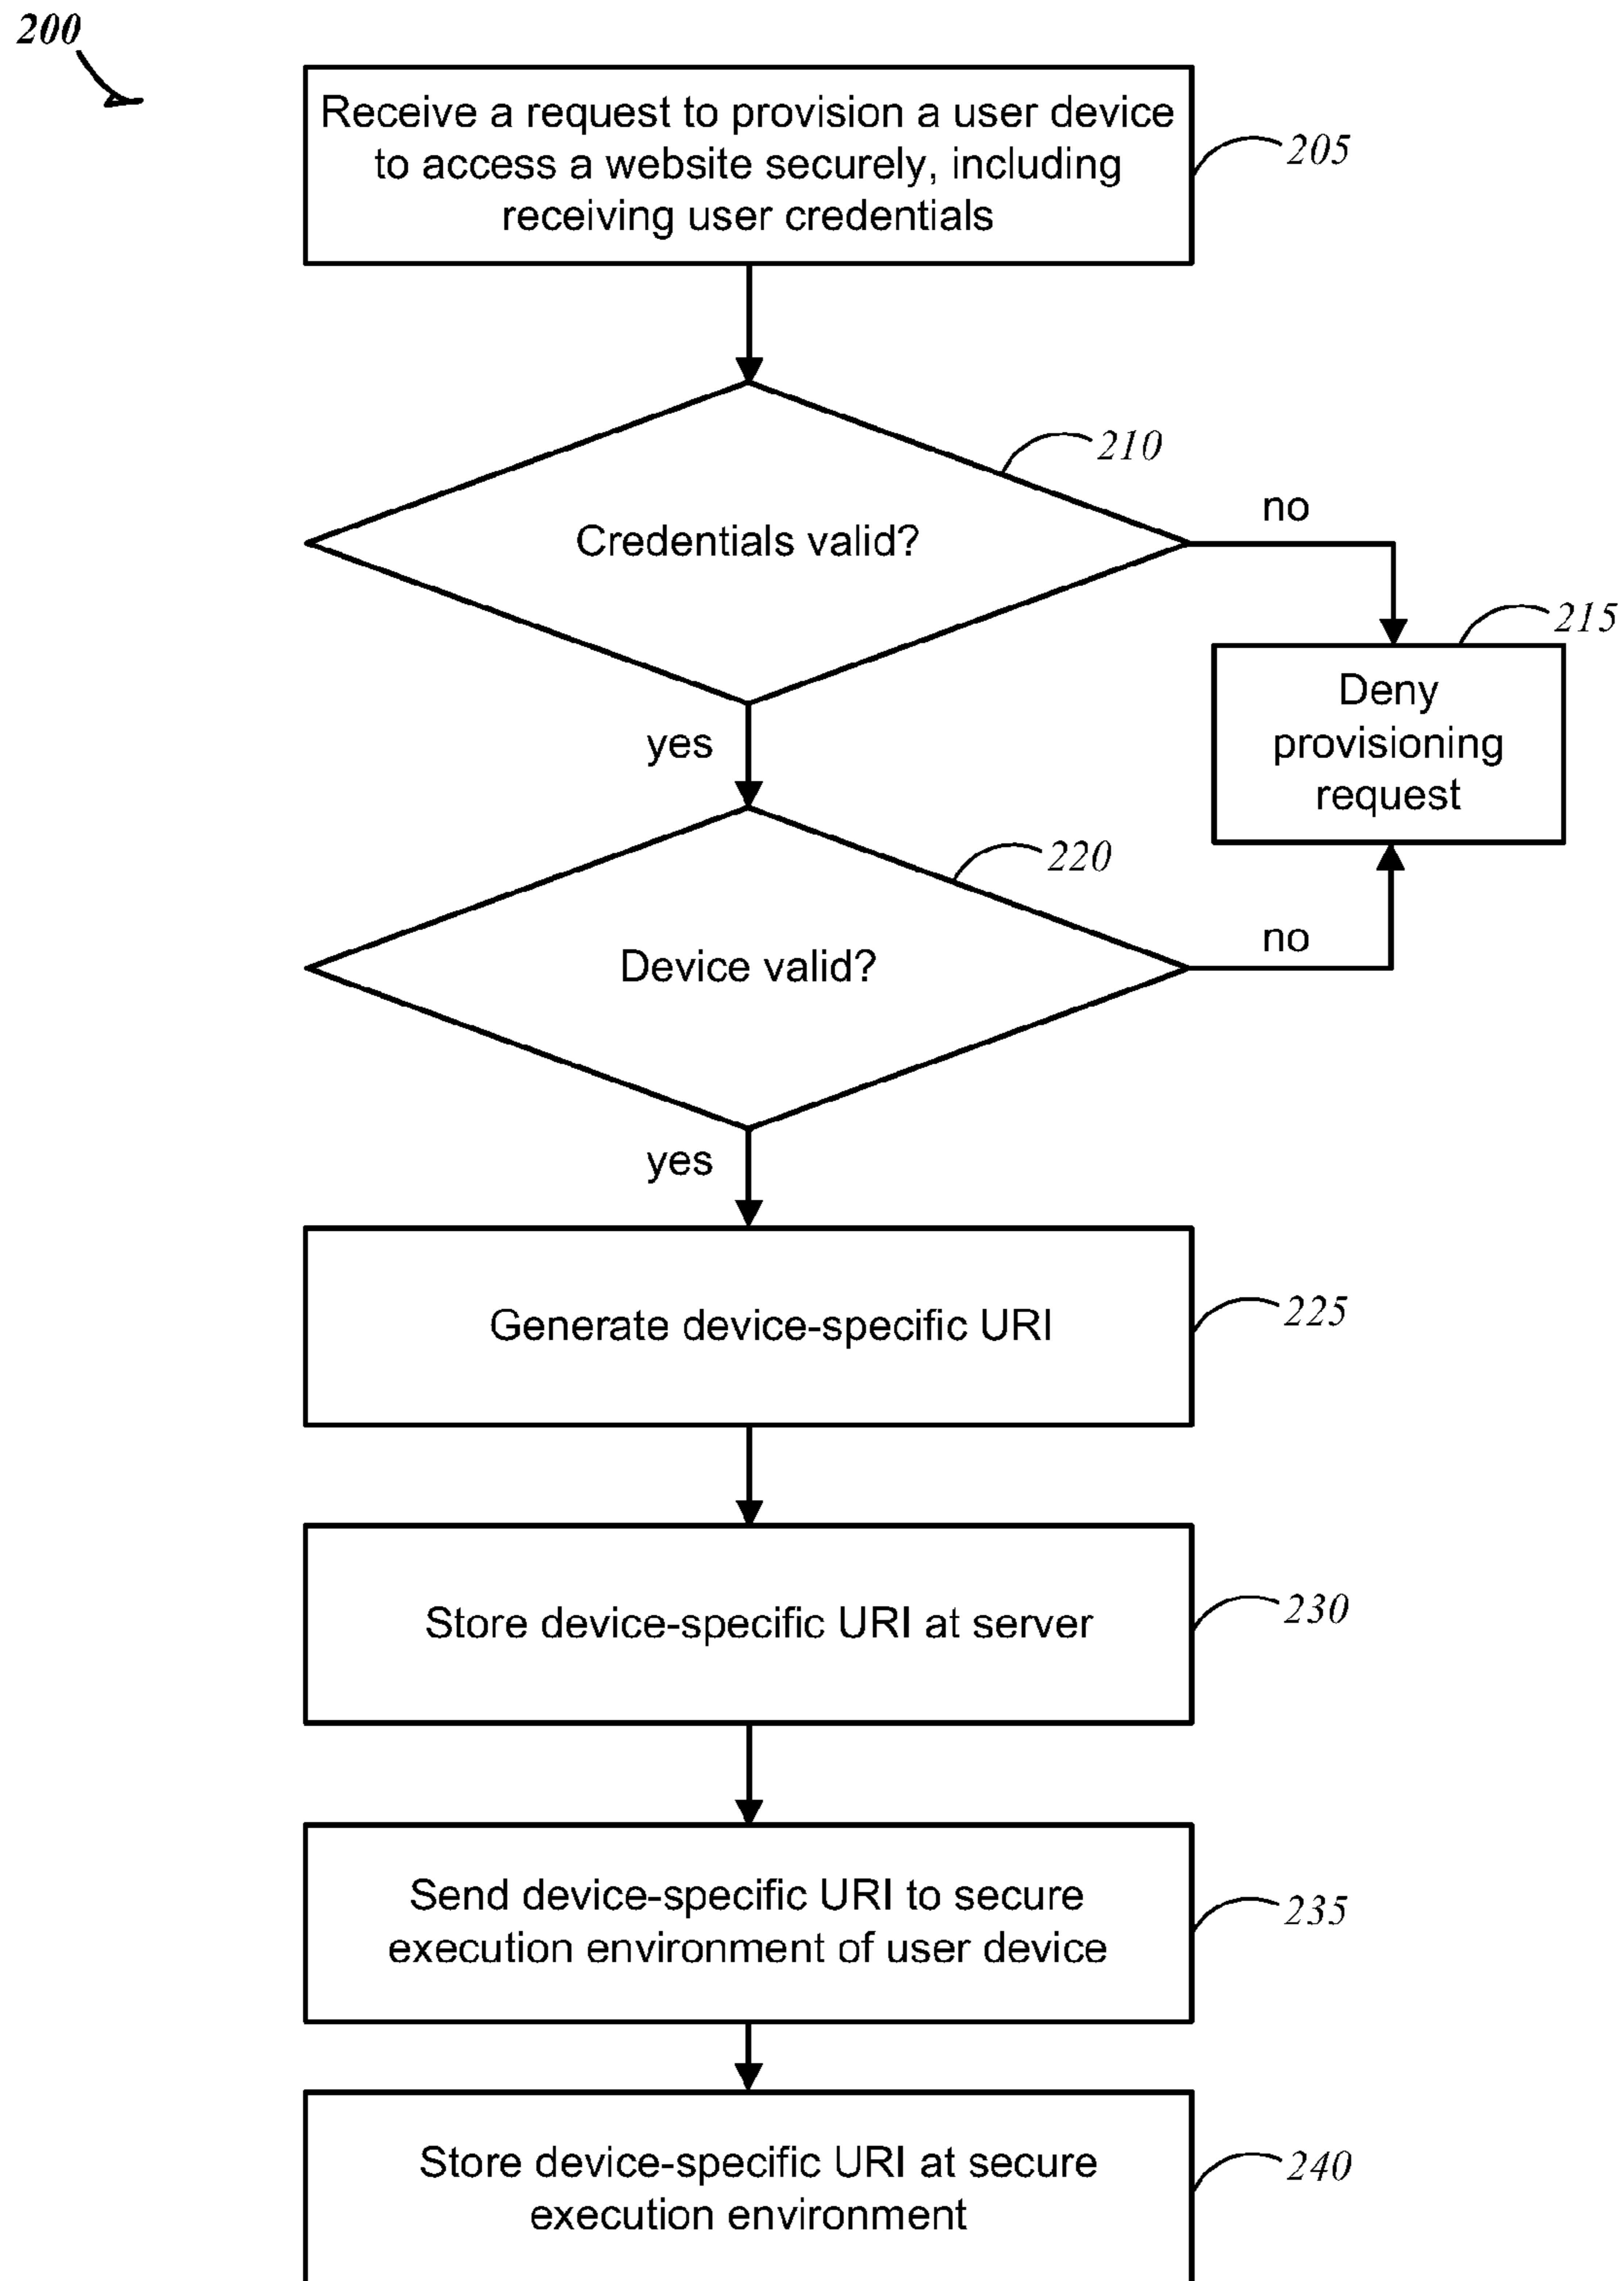 200
Receive a request to provision a user device
to access a website securely, including
receiving user credentials
205
210
Credentials valid?
no
215
Deny
provisioning
request
yes
220
Device valid?
no
yes
Generate device-specific URI
225
Store device-specific URI at server
230
Send device-specific URI to secure
execution environment of user device
235
Store device-specific URI at secure
execution environment
240